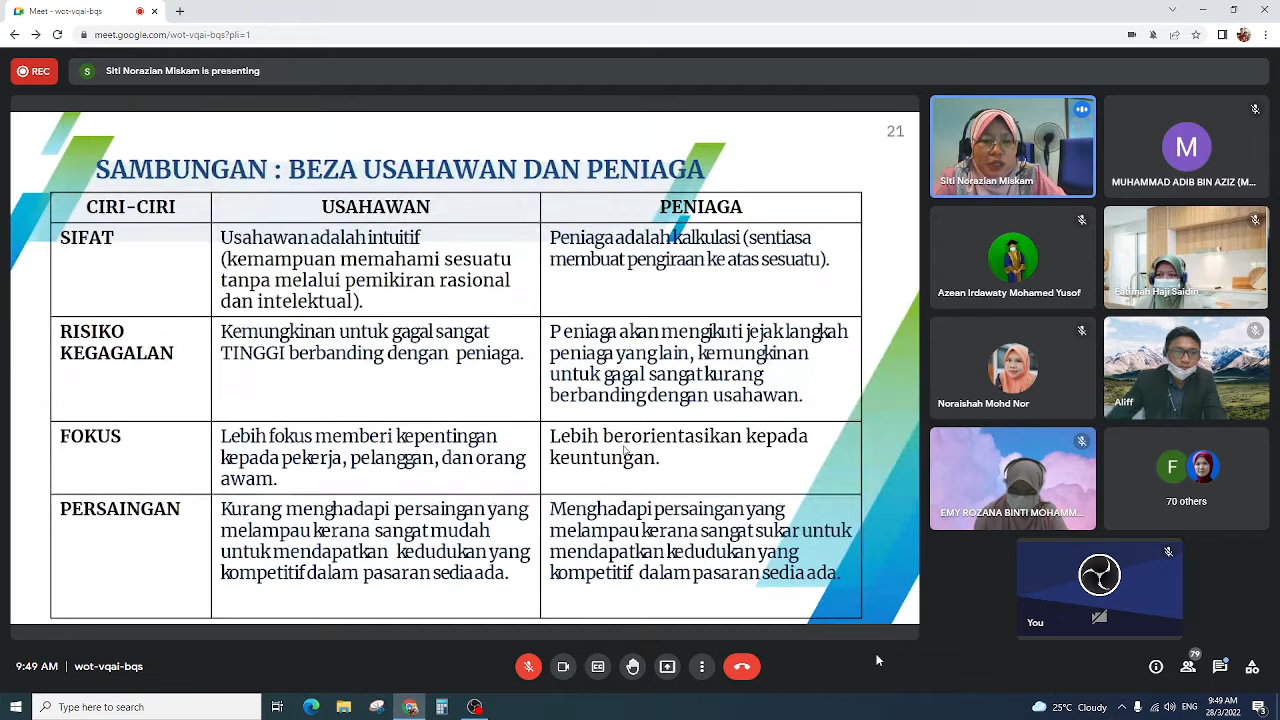 Meet - wot-vqai-bqs
meet.google.com/wot-vqai-bqs?pli=1
REC
S
Siti Norazian Miskam is presenting
21
SAMBUNGAN : BEZA USAHAWAN DAN PENIAGA
CIRI-CIRI
USAHAWAN
PENIAGA
SIFAT
Usahawan adalah intuitif
(kemampuan memahami sesuatu
tanpa melalui pemikiran rasional
dan intelektual).
Peniaga adalah kalkulasi (sentiasa
membuat pengiraan ke atas sesuatu).
RISIKO
KEGAGALAN
Kemungkinan untuk gagal sangat
TINGGI berbanding dengan peniaga.
Peniaga akan mengikuti jejak langkah
peniaga yang lain, kemungkinan
untuk gagal sangat kurang
berbanding dengan usahawan.
FOKUS
Lebih fokus memberi kepentingan
kepada pekerja, pelanggan, dan orang
awam.
Lebih berorientasikan kepada
keuntungan.
PERSAINGAN
Kurang menghadapi persaingan yang
melampau kerana sangat mudah
untuk mendapatkan kedudukan yang
kompetitif dalam pasaran sedia ada.
Menghadapi persaingan yang
melampau kerana sangat sukar untuk
mendapatkan kedudukan yang
kompetitif dalam pasaran sedia ada.
Siti Norazian Miskam
M
MUHAMMAD ADIB BIN AZIZ (M...
Azean Irdawaty Mohamed Yusof
Fatimah Haji Saidin
Noraishah Mohd Nor
Aliff
EMY ROZANA BINTI MOHAMM...
F
70 others
You
9:49 AM | wot-vqai-bqs
79
Type here to search
25°C Cloudy
9:49 AM
28/3/2022
3